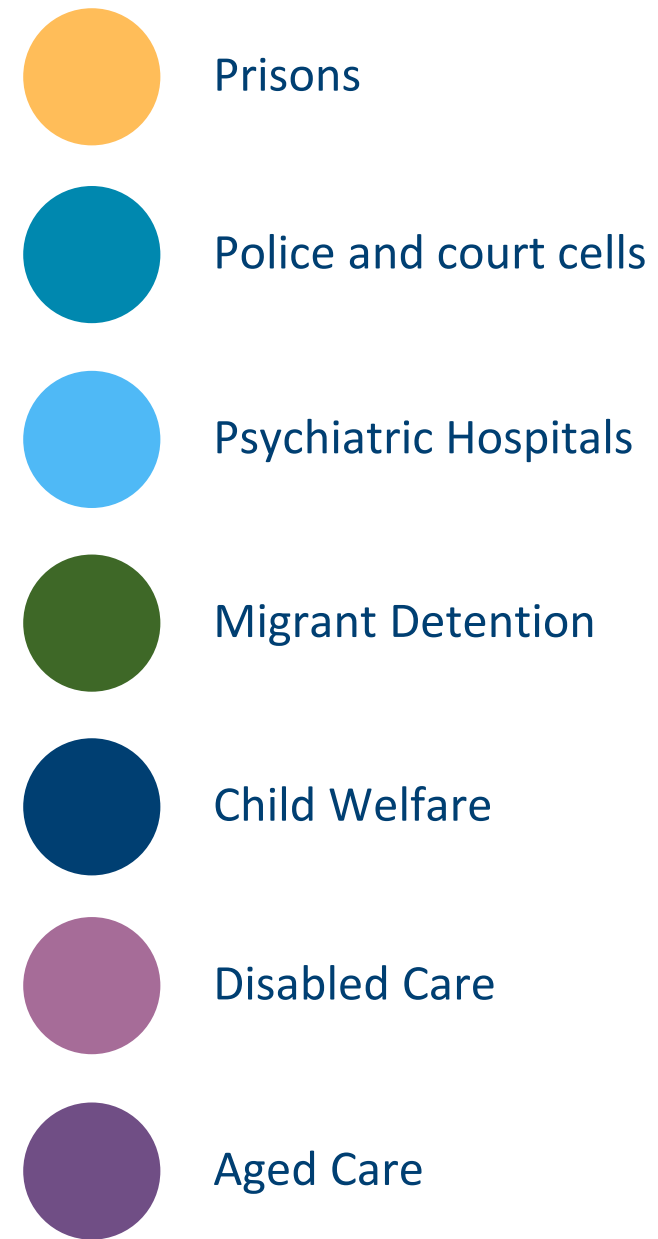 Prisons
Police and court cells
Psychiatric Hospitals
Migrant Detention
Child Welfare
Disabled Care
Aged Care